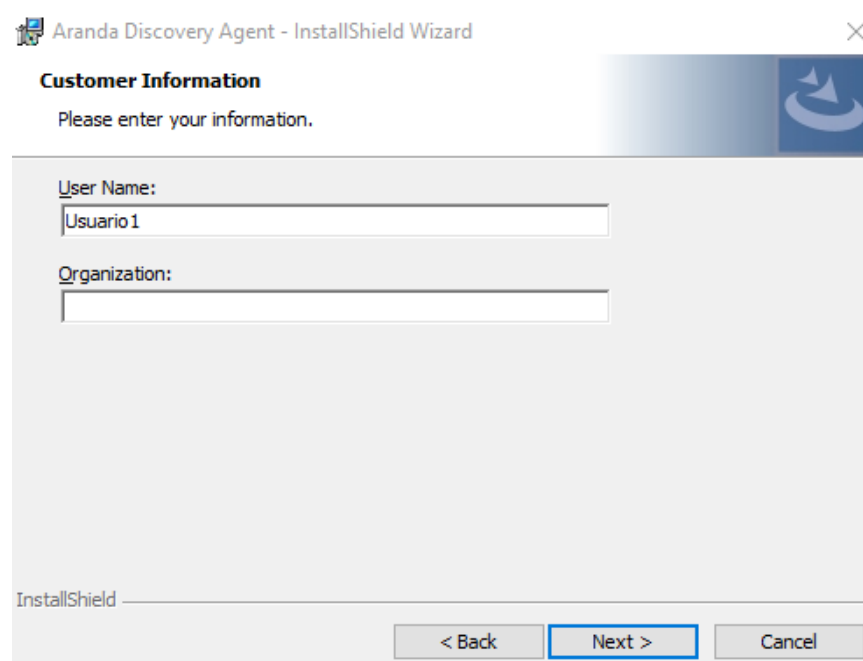 Aranda Discovery Agent - InstallShield Wizard
Customer Information
Please enter your information.
User Name:
Usuario1
Organization:
InstallShield
< Back Next > Cancel